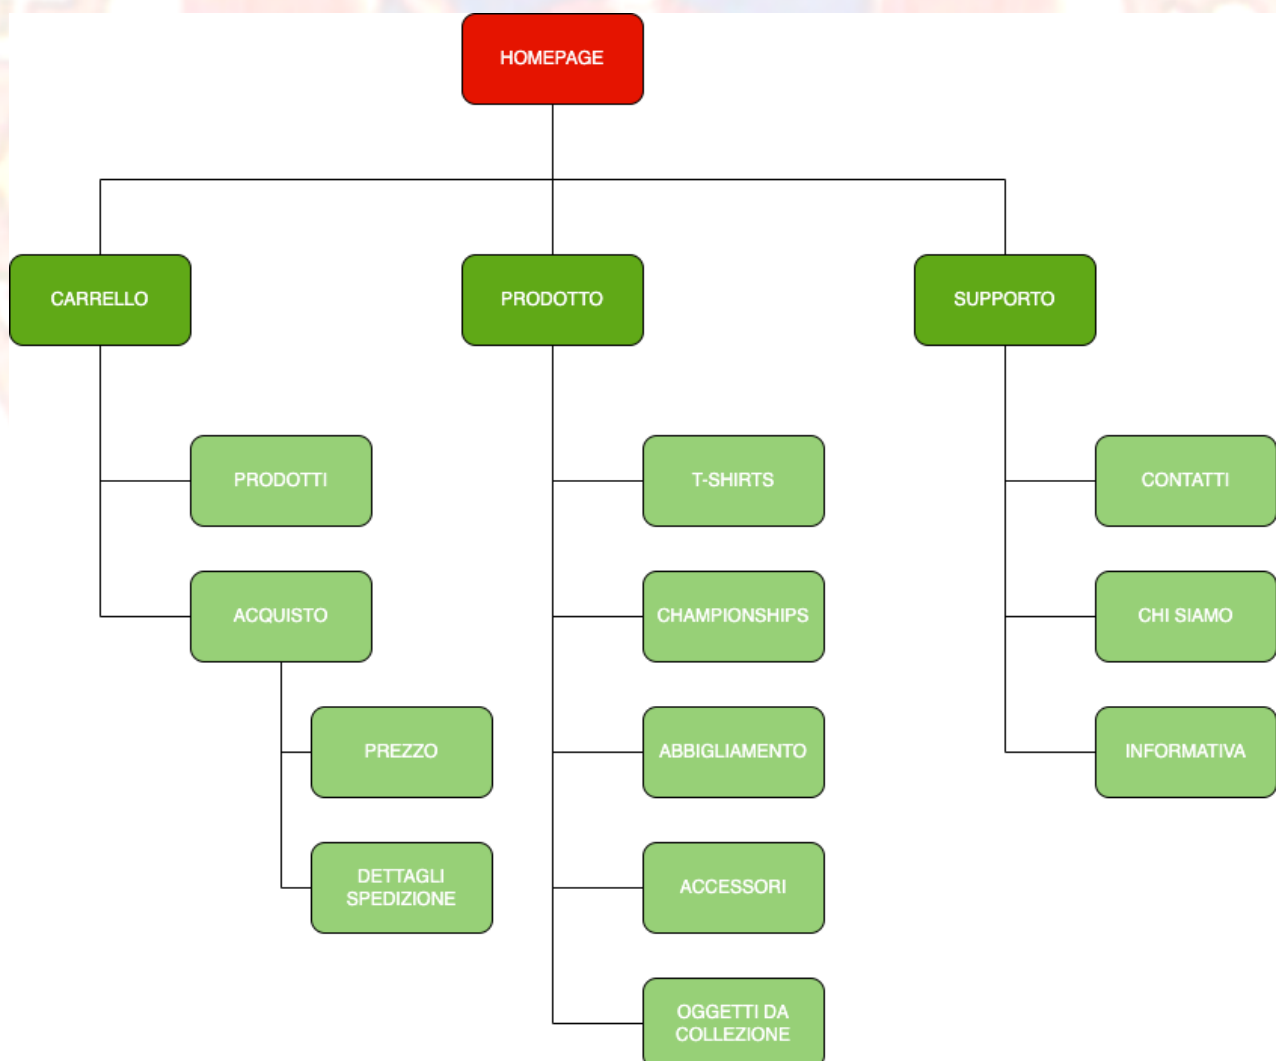 HOMEPAGE
CARRELLO
PRODOTTO
SUPPORTO
PRODOTTI
T-SHIRTS
CONTATTI
ACQUISTO
CHAMPIONSHIPS
CHI SIAMO
PREZZO
ABBIGLIAMENTO
INFORMATIVA
DETTAGLI
SPEDIZIONE
ACCESSORI
OGGETTI DA
COLLEZIONE